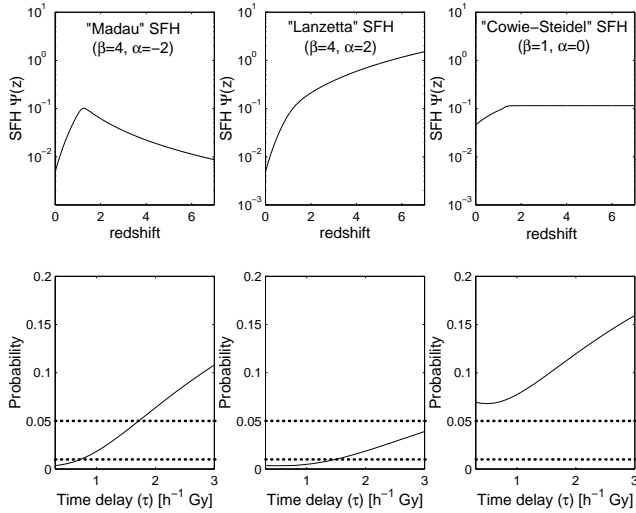 "Madau" SFH
(β=4, α=−2)
"Lanzetta" SFH
(β=4, α=2)
"Cowie−Steidel" SFH
(β=1, α=0)
SFH Ψ(z)
10^1
10^0
10^−1
10^−2
0 2 4 6
redshift
SFH Ψ(z)
10^1
10^0
10^−1
10^−2
10^−3
0 2 4 6
redshift
SFH Ψ(z)
10^1
10^0
10^−1
10^−2
10^−3
0 2 4 6
redshift
Probability
0.2
0.15
0.1
0.05
0
1 2 3
Time delay (τ) [h^−1 Gy]
Probability
0.2
0.15
0.1
0.05
0
1 2 3
Time delay (τ) [h^−1 Gy]
Probability
0.2
0.15
0.1
0.05
0
1 2 3
Time delay (τ) [h^−1 Gy]